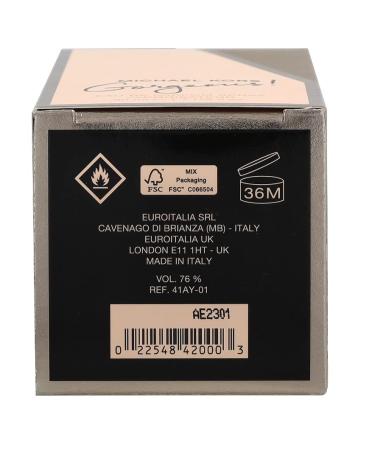 MICHAEL KORS
Gorgeous!
FSC
MIX
Packaging
FSC® C066504
36M
EUROITALIA SRL
CAVENAGO DI BRIANZA (MB) - ITALY
EUROITALIA UK
LONDON E11 1HT - UK
MADE IN ITALY
VOL. 76 %
REF. 41AY-01
AE2301
0 22548 42000 3